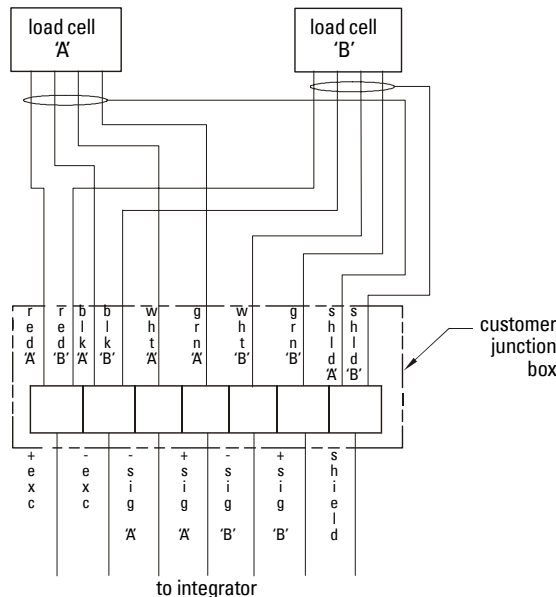 load cell
'A'
load cell
'B'
red'A'
red'B'
blk'A'
blk'B'
wht'A'
grn'A'
wht'B'
grn'B'
shld'A'
shld'B'
customer
junction
box
+exc
-exc
-sig 'A'
+sig 'A'
-sig 'B'
+sig 'B'
shield
to integrator